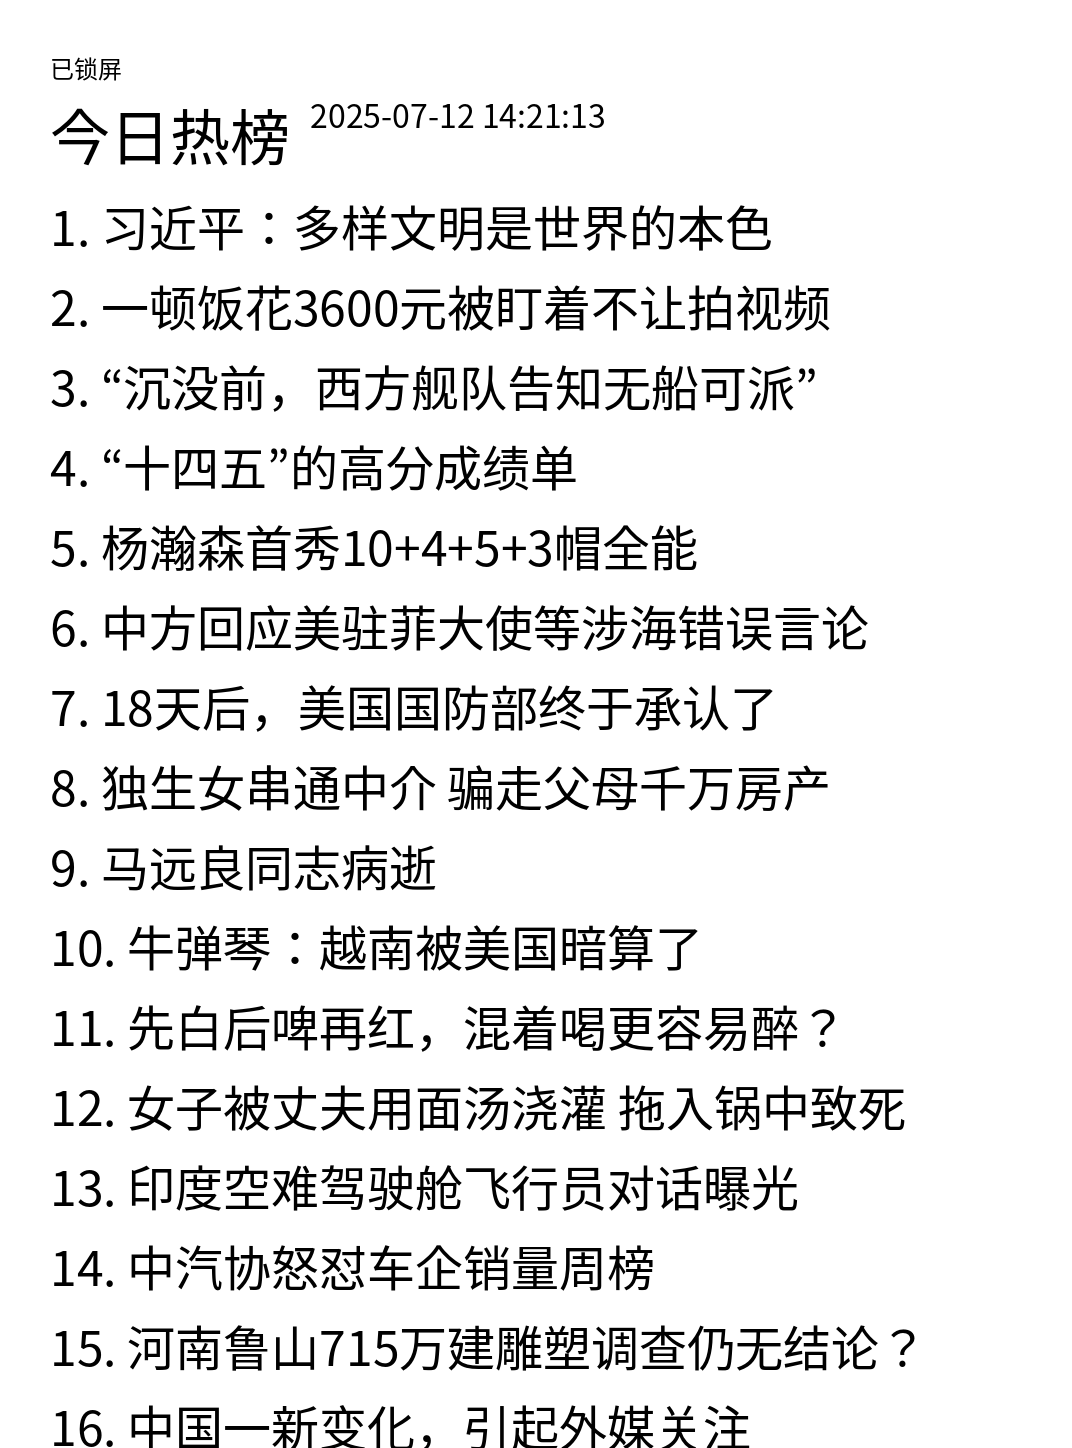 已锁屏
今日热榜 2025-07-12 14:21:13
1. 习近平：多样文明是世界的本色
2. 一顿饭花3600元被盯着不让拍视频
3. “沉没前，西方舰队告知无船可派”
4. “十四五”的高分成绩单
5. 杨瀚森首秀10+4+5+3帽全能
6. 中方回应美驻菲大使等涉海错误言论
7. 18天后，美国国防部终于承认了
8. 独生女串通中介 骗走父母千万房产
9. 马远良同志病逝
10. 牛弹琴：越南被美国暗算了
11. 先白后啤再红，混着喝更容易醉？
12. 女子被丈夫用面汤浇灌 拖入锅中致死
13. 印度空难驾驶舱飞行员对话曝光
14. 中汽协怒怼车企销量周榜
15. 河南鲁山715万建雕塑调查仍无结论？
16. 中国一新变化，引起外媒关注